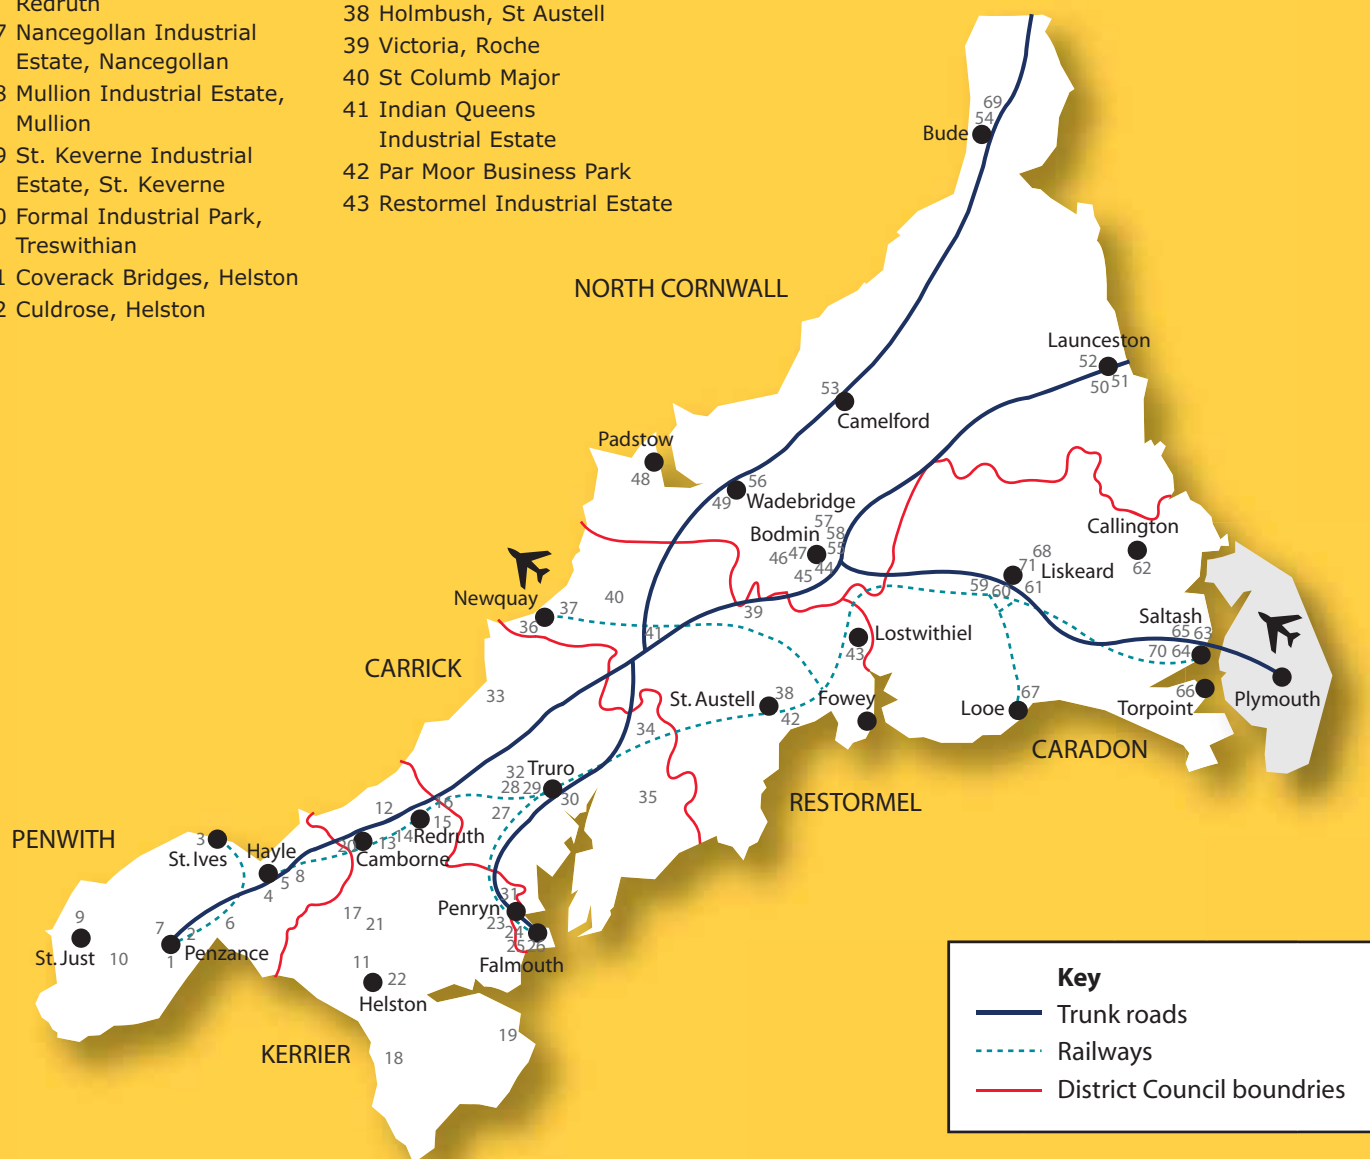 Redruth
7 Nancegollan Industrial
Estate, Nancegollan
8 Mullion Industrial Estate,
Mullion
9 St. Keverne Industrial
Estate, St. Keverne
0 Formal Industrial Park,
Treswithian
1 Coverack Bridges, Helston
2 Culdrose, Helston
38 Holmbush, St Austell
39 Victoria, Roche
40 St Columb Major
41 Indian Queens
Industrial Estate
42 Par Moor Business Park
43 Restormel Industrial Estate
69
54
Bude
NORTH CORNWALL
Launceston
52
50 51
53
Camelford
Padstow
48
56
49
Wadebridge
57
Bodmin 58
46 47 55
45 44
Callington
62
68
71
Liskeard
59 60 61
Newquay
37
36
40
39
41
Lostwithiel
43
Saltash
65 63
70 64
66
Torpoint
Plymouth
CARRICK
33
St. Austell
38
42
Fowey
Looe
67
CARADON
34
35
RESTORMEL
32
Truro
28 29
30
27
12
16
15
14
13
20
Redruth
Camborne
PENWITH
3
St. Ives
Hayle
5 8
4
6
9
St. Just
10
7
2
1
Penzance
17
21
31
Penryn
23
24
25 26
Falmouth
11
22
Helston
19
KERRIER
18
Key
Trunk roads
Railways
District Council boundries